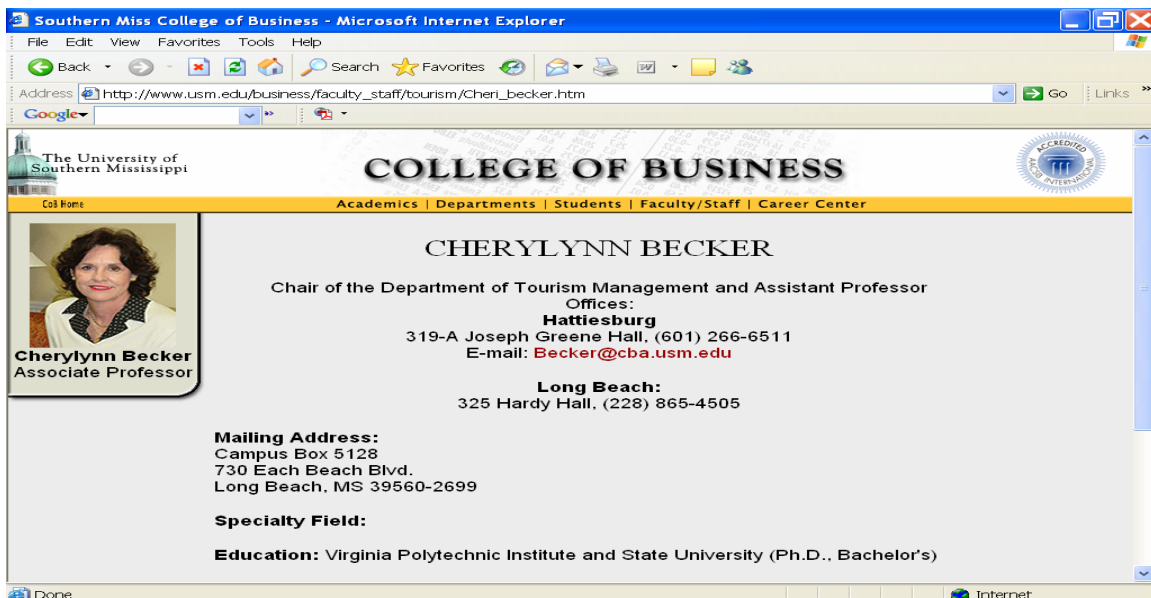 Southern Miss College of Business - Microsoft Internet Explorer
File Edit View Favorites Tools Help
Back Search Favorites
Address http://www.usm.edu/business/faculty_staff/tourism/Cheri_becker.htm Go Links »
Google
The University of
Southern Mississippi
COLLEGE OF BUSINESS
ACCREDITED
AACSB INTERNATIONAL
CoB Home Academics | Departments | Students | Faculty/Staff | Career Center
Cherylynn Becker
Associate Professor
CHERYLYNN BECKER
Chair of the Department of Tourism Management and Assistant Professor
Offices:
Hattiesburg
319-A Joseph Greene Hall, (601) 266-6511
E-mail: Becker@cba.usm.edu
Long Beach:
325 Hardy Hall, (228) 865-4505
Mailing Address:
Campus Box 5128
730 Each Beach Blvd.
Long Beach, MS 39560-2699
Specialty Field:
Education: Virginia Polytechnic Institute and State University (Ph.D., Bachelor's)
Done Internet